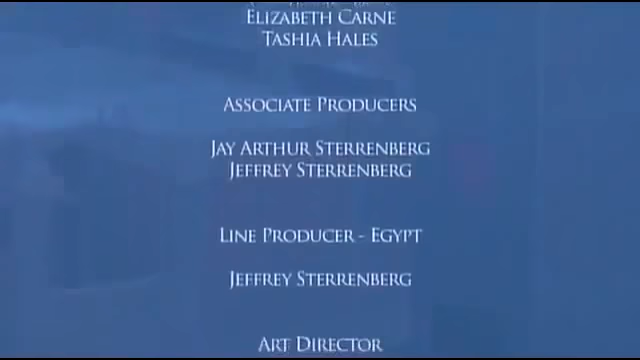 Elizabeth Carne
Tashia Hales
Associate Producers
Jay Arthur Sterrenberg
Jeffrey Sterrenberg
Line Producer - Egypt
Jeffrey Sterrenberg
Art Director